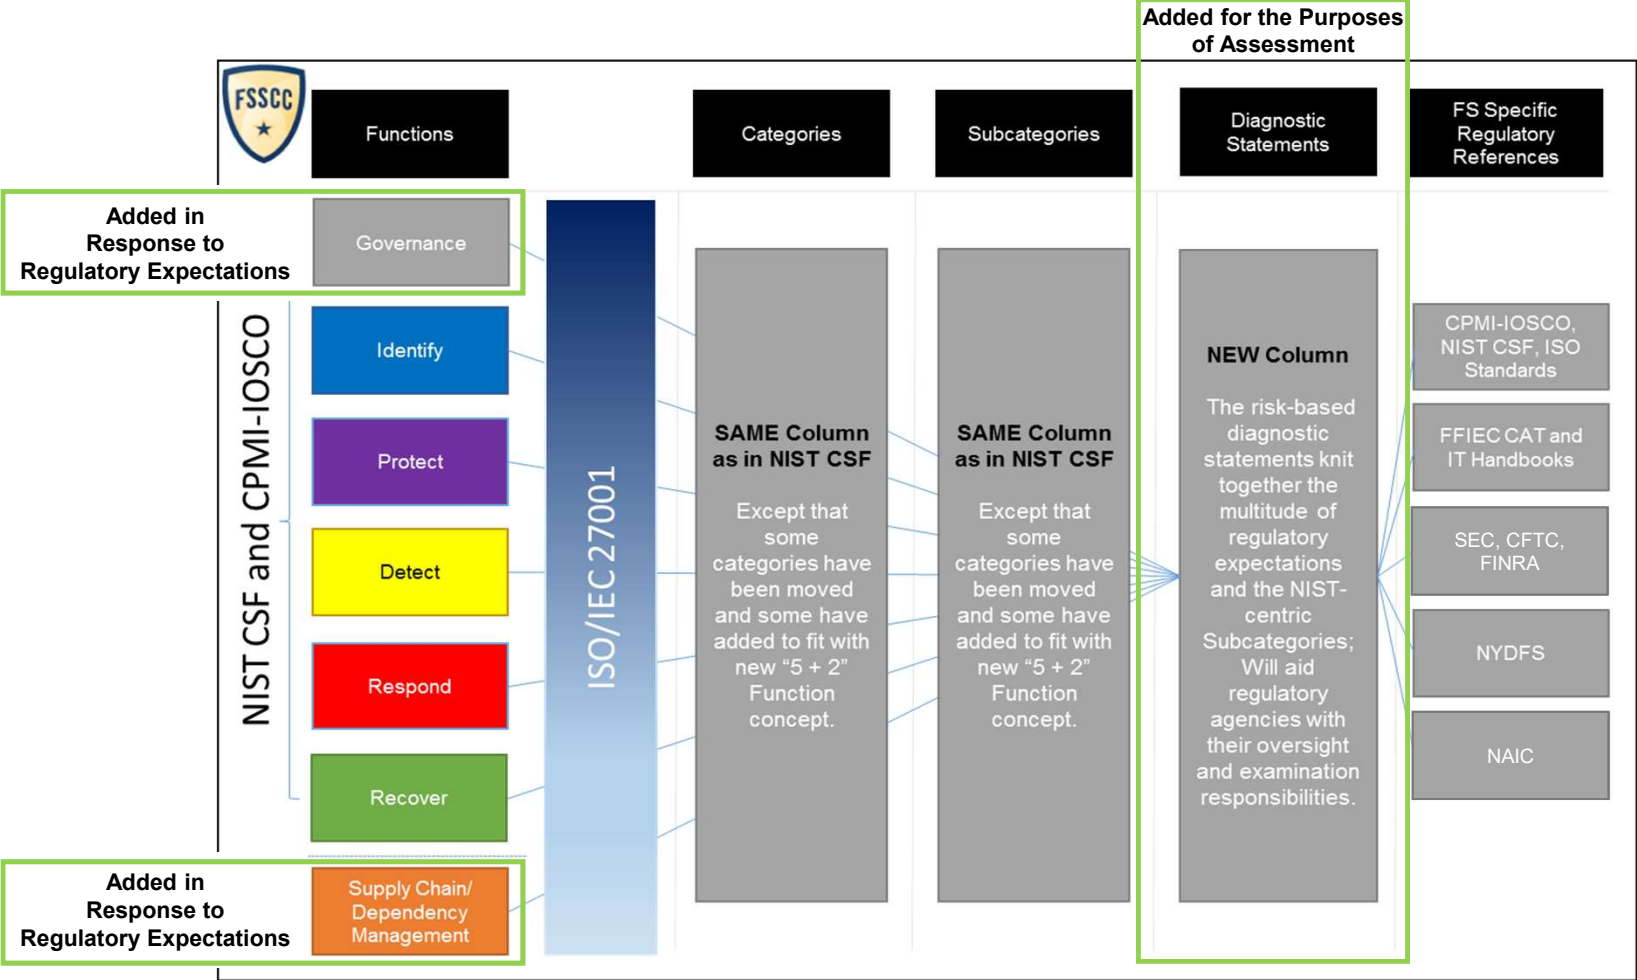 Added for the Purposes
of Assessment
FSSCC
Functions
Categories
Subcategories
Diagnostic
Statements
FS Specific
Regulatory
References
Added in
Response to
Regulatory Expectations
Governance
NIST CSF and CPMI-IOSCO
Identify
Protect
Detect
Respond
Recover
Added in
Response to
Regulatory Expectations
Supply Chain/
Dependency
Management
ISO/IEC 27001
SAME Column
as in NIST CSF
Except that
some
categories have
been moved
and some have
added to fit with
new “5 + 2”
Function
concept.
SAME Column
as in NIST CSF
Except that
some
categories have
been moved
and some have
added to fit with
new “5 + 2”
Function
concept.
NEW Column
The risk-based
diagnostic
statements knit
together the
multitude of
regulatory
expectations
and the NIST-
centric
Subcategories;
Will aid
regulatory
agencies with
their oversight
and examination
responsibilities.
CPMI-IOSCO,
NIST CSF, ISO
Standards
FFIEC CAT and
IT Handbooks
SEC, CFTC,
FINRA
NYDFS
NAIC